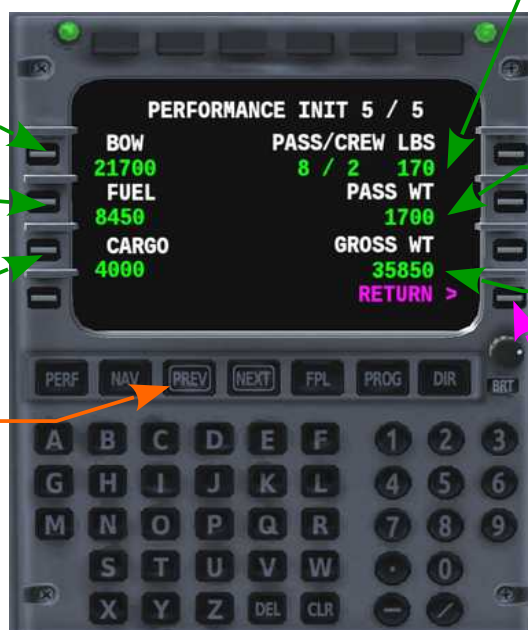 PERFORMANCE INIT 5 / 5
BOW PASS/CREW LBS
21700 8 / 2 170
FUEL PASS WT
8450 1700
CARGO GROSS WT
4000 35850
RETURN >
PERF NAV PREV NEXT FPL PROG DIR BRT
A B C D E F 1 2 3
G H I J K L 4 5 6
M N O P Q R 7 8 9
S T U V W · 0
X Y Z DEL CLR − /